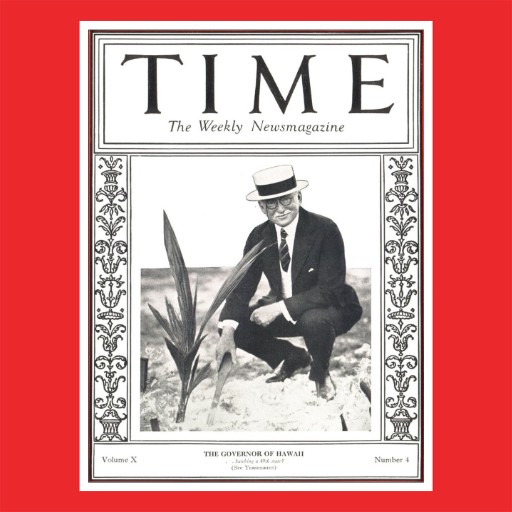 TIME
The Weekly Newsmagazine
THE GOVERNOR OF HAWAII
Volume X
Number 4